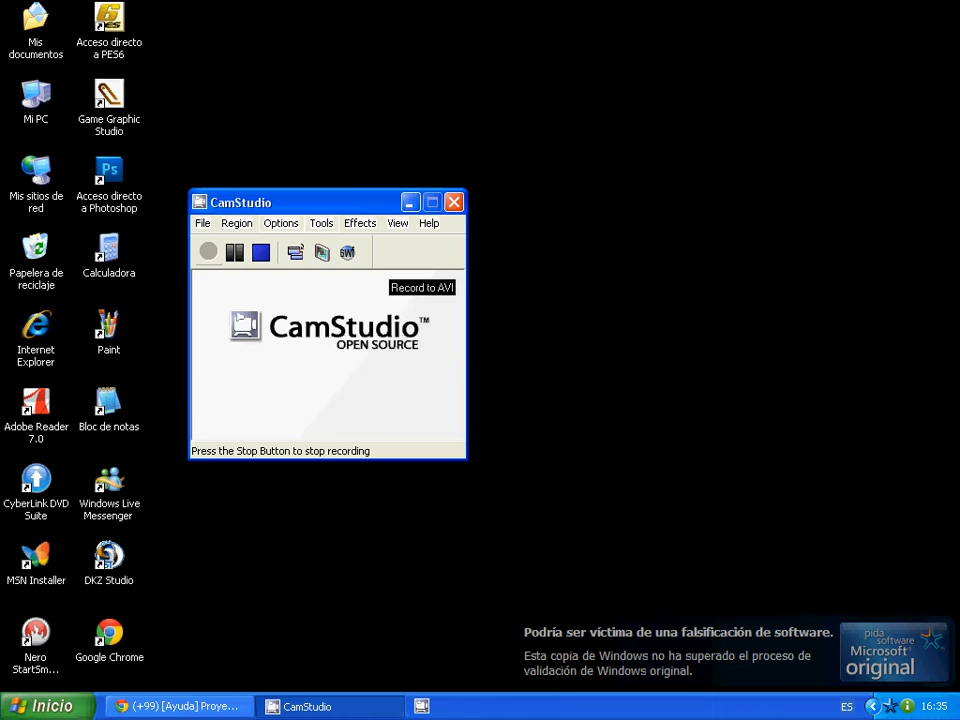 Mis
documentos
Acceso directo
a PES6
Mi PC
Game Graphic
Studio
Mis sitios de
red
Ps
Acceso directo
a Photoshop
Papelera de
reciclaje
Calculadora
Internet
Explorer
Paint
Adobe Reader
7.0
Bloc de notas
CyberLink DVD
Suite
Windows Live
Messenger
MSN Installer
DKZ Studio
Nero
StartSm...
Google Chrome
CamStudio
File Region Options Tools Effects View Help
SWF
Record to AVI
CamStudio™
OPEN SOURCE
Press the Stop Button to stop recording
Podría ser víctima de una falsificación de software.
Esta copia de Windows no ha superado el proceso de
validación de Windows original.
pida
software
Microsoft®
original
Inicio
(+99) [Ayuda] Proye...
CamStudio
ES
16:35